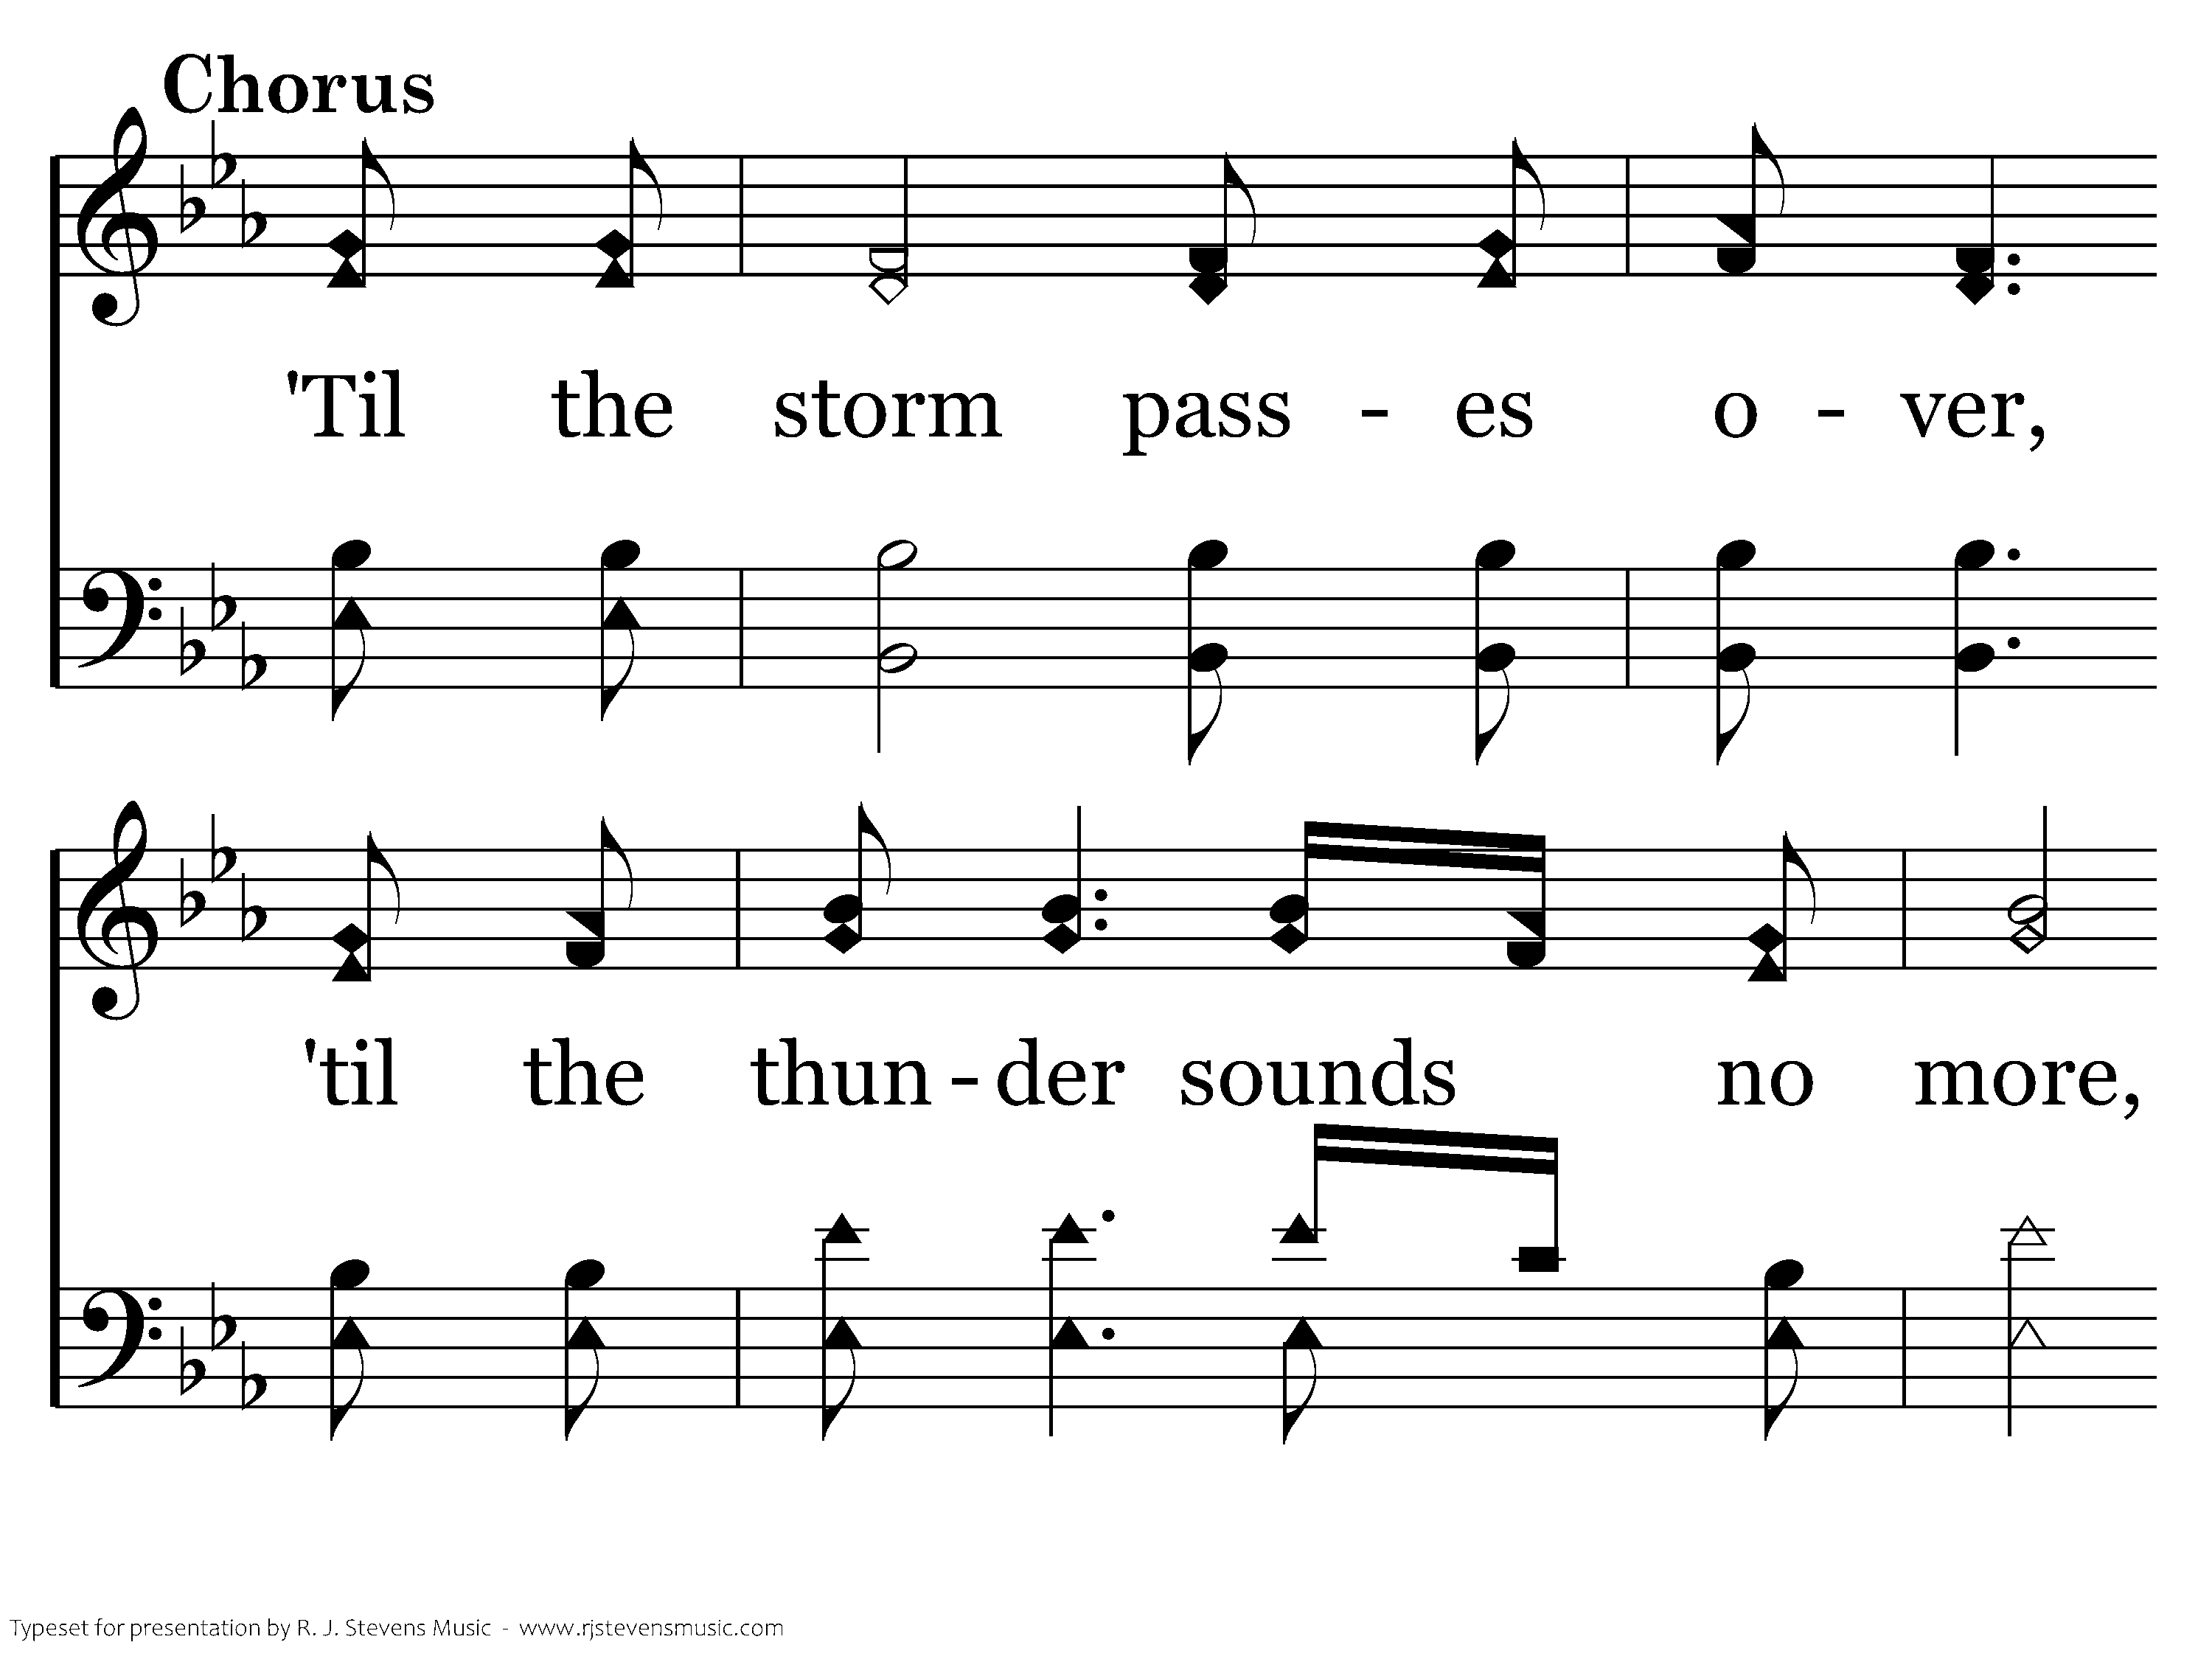 Chorus
'Til the storm pass - es o - ver,
'til the thun - der sounds no more,
Typeset for presentation by R. J. Stevens Music - www.rjstevensmusic.com